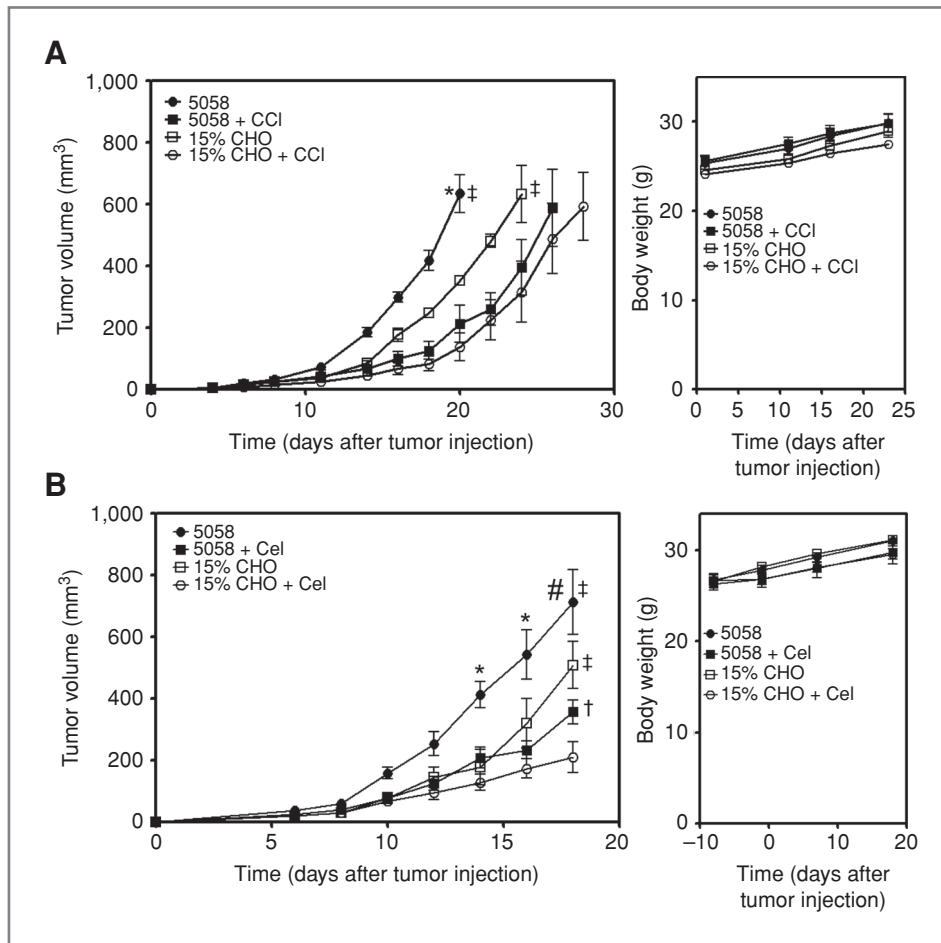 A
1,000
800
600
400
200
0
Tumor volume (mm³)
5058
5058 + CCI
15% CHO
15% CHO + CCI
*
‡
‡
0
10
20
30
Time (days after tumor injection)
30
20
10
0
Body weight (g)
5058
5058 + CCI
15% CHO
15% CHO + CCI
0
5
10
15
20
25
Time (days after
tumor injection)
B
1,000
800
600
400
200
0
Tumor volume (mm³)
5058
5058 + Cel
15% CHO
15% CHO + Cel
*
*
#
‡
‡
†
0
5
10
15
20
Time (days after tumor injection)
30
20
10
0
Body weight (g)
5058
5058 + Cel
15% CHO
15% CHO + Cel
–10
0
10
20
Time (days after
tumor injection)